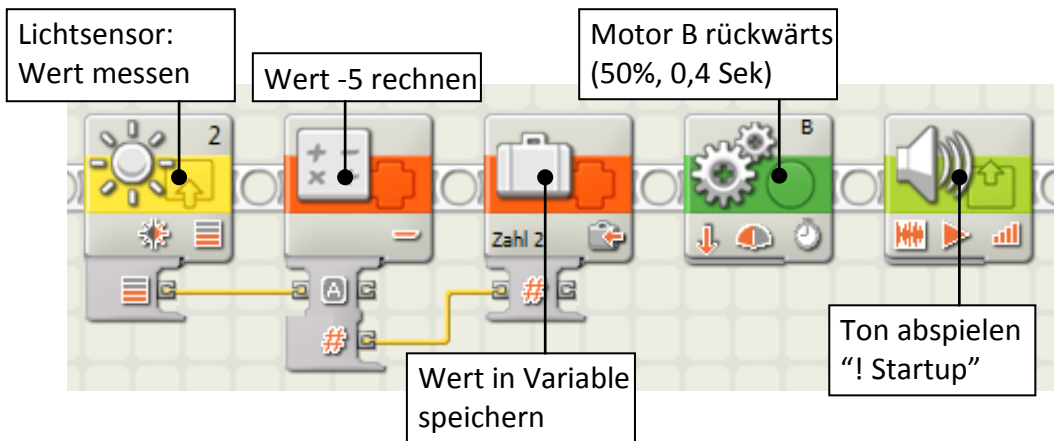 Lichtsensor:
Wert messen
Wert -5 rechnen
Motor B rückwärts
(50%, 0,4 Sek)
2
B
Zahl 2
A
#
#
Wert in Variable
speichern
Ton abspielen
“! Startup”